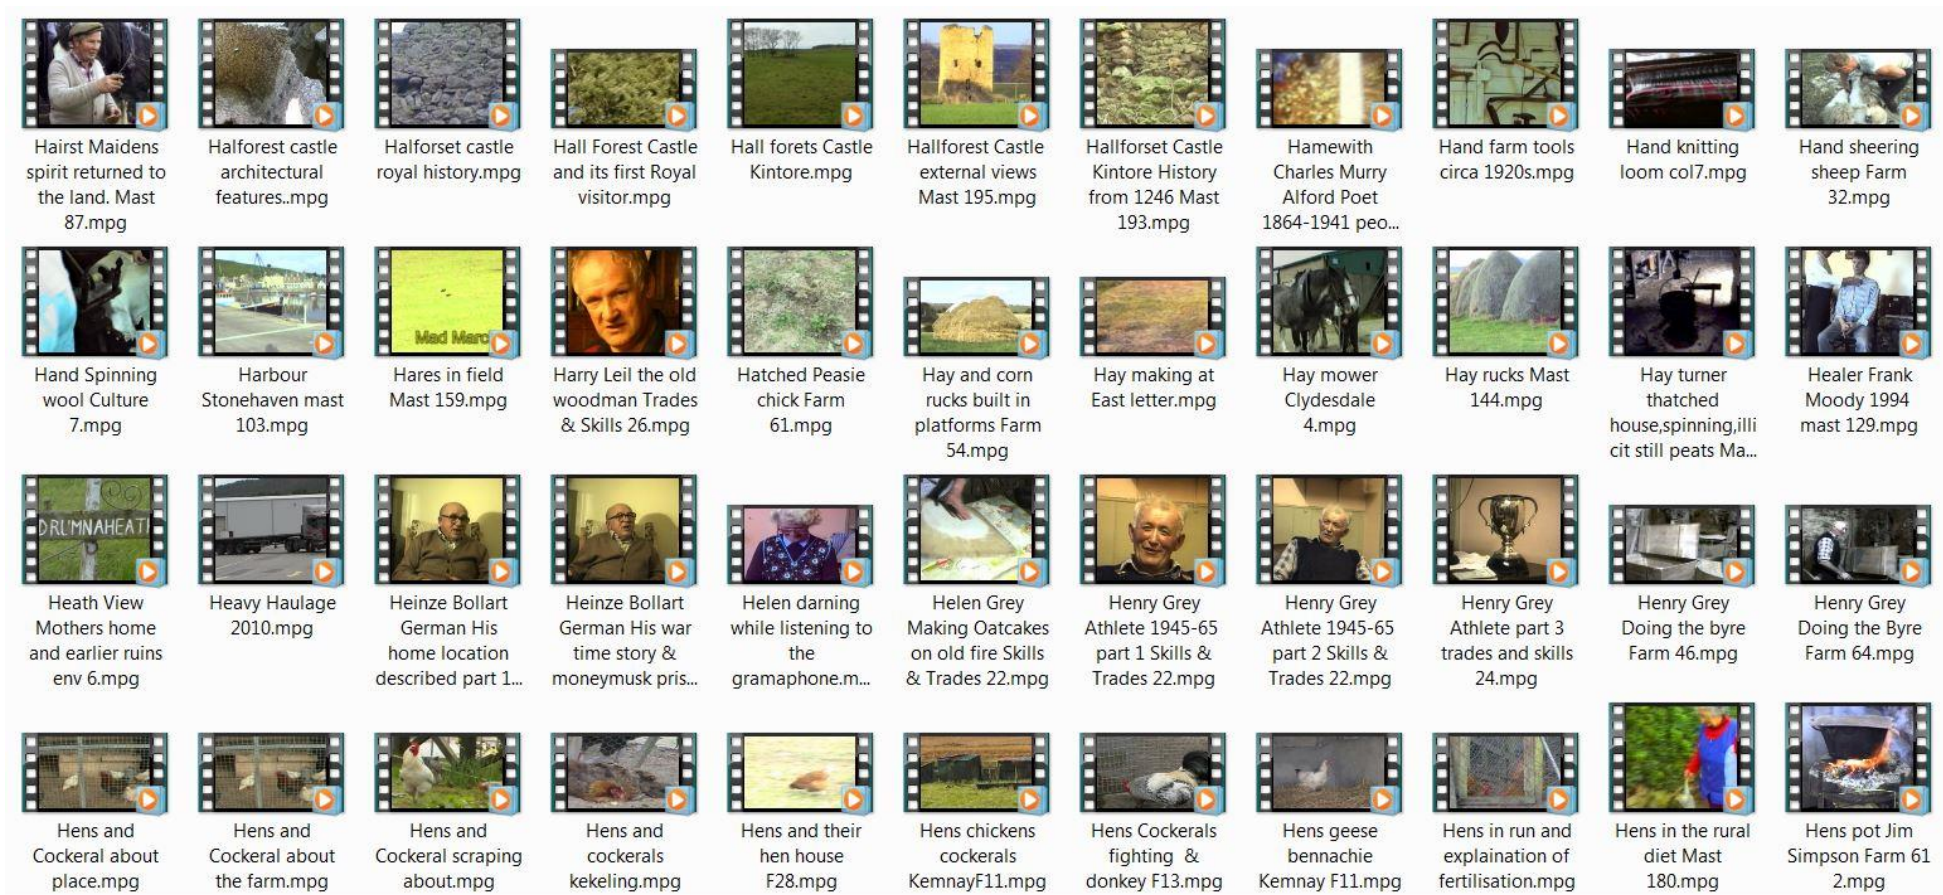 Hairst Maidens
spirit returned to
the land. Mast
87.mpg
Halforest castle
architectural
features..mpg
Halforset castle
royal history.mpg
Hall Forest Castle
and its first Royal
visitor.mpg
Hall forets Castle
Kintore.mpg
Hallforest Castle
external views
Mast 195.mpg
Hallforset Castle
Kintore History
from 1246 Mast
193.mpg
Hamewith
Charles Murry
Alford Poet
1864-1941 peo...
Hand farm tools
circa 1920s.mpg
Hand knitting
loom col7.mpg
Hand sheering
sheep Farm
32.mpg
Hand Spinning
wool Culture
7.mpg
Harbour
Stonehaven mast
103.mpg
Mad Marc
Hares in field
Mast 159.mpg
Harry Leil the old
woodman Trades
& Skills 26.mpg
Hatched Peasie
chick Farm
61.mpg
Hay and corn
rucks built in
platforms Farm
54.mpg
Hay making at
East letter.mpg
Hay mower
Clydesdale
4.mpg
Hay rucks Mast
144.mpg
Hay turner
thatched
house,spinning,illi
cit still peats Ma...
Healer Frank
Moody 1994
mast 129.mpg
DRUMNAHEAT
Heath View
Mothers home
and earlier ruins
env 6.mpg
Heavy Haulage
2010.mpg
Heinze Bollart
German His
home location
described part 1...
Heinze Bollart
German His war
time story &
moneymusk pris...
Helen darning
while listening to
the
gramaphone.m...
Helen Grey
Making Oatcakes
on old fire Skills
& Trades 22.mpg
Henry Grey
Athlete 1945-65
part 1 Skills &
Trades 22.mpg
Henry Grey
Athlete 1945-65
part 2 Skills &
Trades 22.mpg
Henry Grey
Athlete part 3
trades and skills
24.mpg
Henry Grey
Doing the byre
Farm 46.mpg
Henry Grey
Doing the Byre
Farm 64.mpg
Hens and
Cockeral about
place.mpg
Hens and
Cockeral about
the farm.mpg
Hens and
Cockeral scraping
about.mpg
Hens and
cockerals
kekeling.mpg
Hens and their
hen house
F28.mpg
Hens chickens
cockerals
KemnayF11.mpg
Hens Cockerals
fighting &
donkey F13.mpg
Hens geese
bennachie
Kemnay F11.mpg
Hens in run and
explaination of
fertilisation.mpg
Hens in the rural
diet Mast
180.mpg
Hens pot Jim
Simpson Farm 61
2.mpg